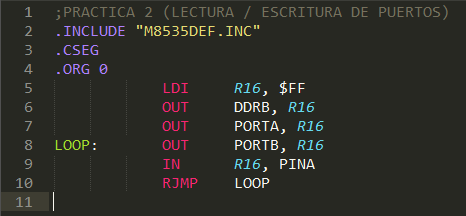 1 ;PRACTICA 2 (LECTURA / ESCRITURA DE PUERTOS)
2 .INCLUDE "M8535DEF.INC"
3 .CSEG
4 .ORG 0
5 LDI R16, $FF
6 OUT DDRB, R16
7 OUT PORTA, R16
8 LOOP: OUT PORTB, R16
9 IN R16, PINA
10 RJMP LOOP
11